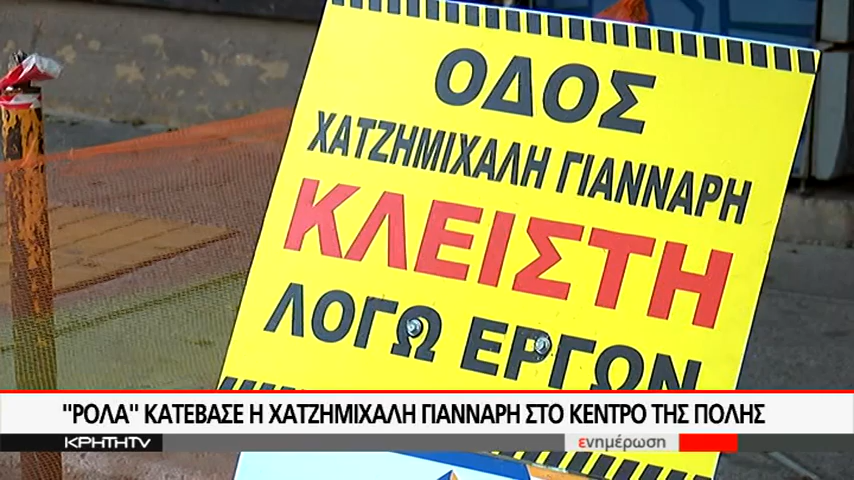 ΟΔΟΣ
ΧΑΤΖΗΜΙΧΑΛΗ ΓΙΑΝΝΑΡΗ
ΚΛΕΙΣΤΗ
ΛΟΓΩ ΕΡΓΩΝ
"ΡΟΛΑ" ΚΑΤΕΒΑΣΕ Η ΧΑΤΖΗΜΙΧΑΛΗ ΓΙΑΝΝΑΡΗ ΣΤΟ ΚΕΝΤΡΟ ΤΗΣ ΠΟΛΗΣ
ΚΡΗΤΗTV
ενημέρωση